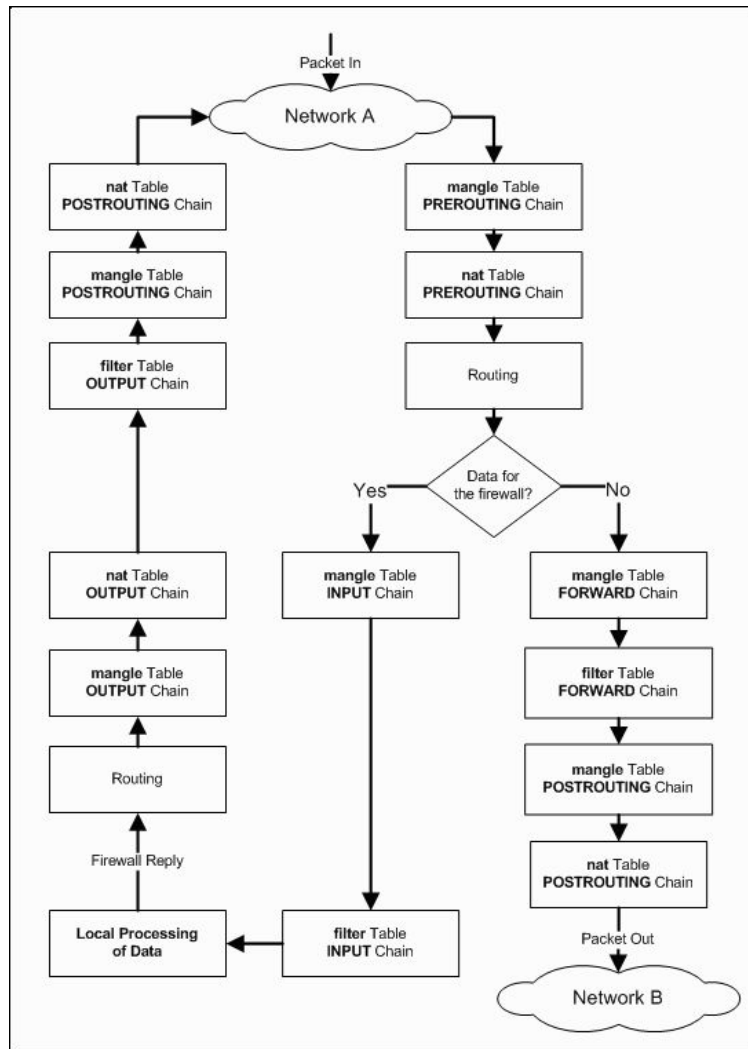 Packet In
Network A
nat Table
POSTROUTING Chain
mangle Table
PREROUTING Chain
mangle Table
POSTROUTING Chain
nat Table
PREROUTING Chain
filter Table
OUTPUT Chain
Routing
Data for
the firewall?
Yes
No
nat Table
OUTPUT Chain
mangle Table
INPUT Chain
mangle Table
FORWARD Chain
mangle Table
OUTPUT Chain
filter Table
FORWARD Chain
Routing
mangle Table
POSTROUTING Chain
Firewall Reply
nat Table
POSTROUTING Chain
Local Processing
of Data
filter Table
INPUT Chain
Packet Out
Network B